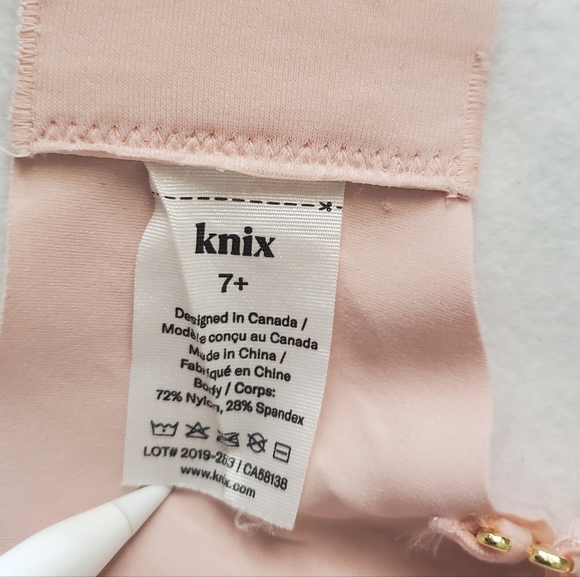 knix
7+
Designed in Canada /
Modèle conçu au Canada
Made in China /
Fabriqué en Chine
Body / Corps:
72% Nylon, 28% Spandex
LOT# 2019-263 / CA58138
www.knix.com